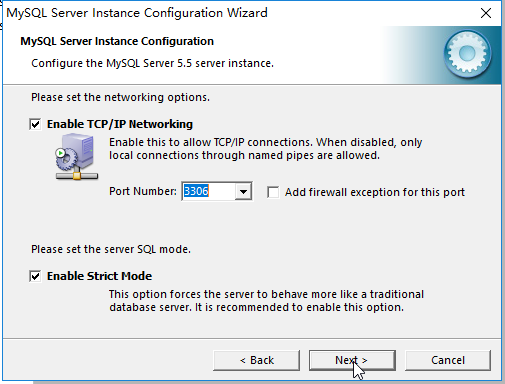 MySQL Server Instance Configuration Wizard
MySQL Server Instance Configuration
Configure the MySQL Server 5.5 server instance.
Please set the networking options.
Enable TCP/IP Networking
Enable this to allow TCP/IP connections. When disabled, only
local connections through named pipes are allowed.
Port Number: 3306 Add firewall exception for this port
Please set the server SQL mode.
Enable Strict Mode
This option forces the server to behave more like a traditional
database server. It is recommended to enable this option.
< Back Next > Cancel